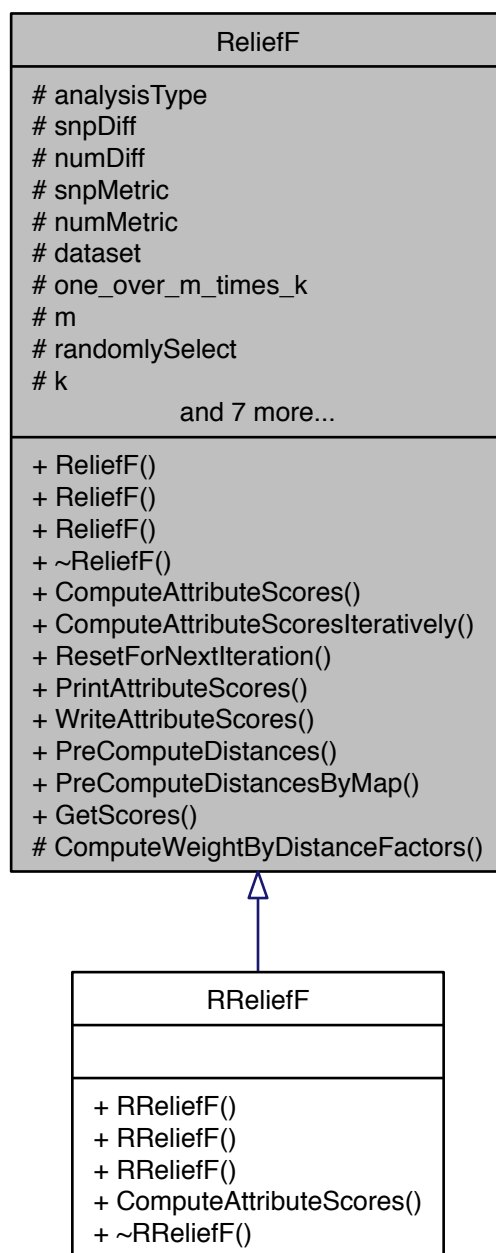 ReliefF
# analysisType
# snpDiff
# numDiff
# snpMetric
# numMetric
# dataset
# one_over_m_times_k
# m
# randomlySelect
# k
and 7 more...
+ ReliefF()
+ ReliefF()
+ ReliefF()
+ ~ReliefF()
+ ComputeAttributeScores()
+ ComputeAttributeScoresIteratively()
+ ResetForNextIteration()
+ PrintAttributeScores()
+ WriteAttributeScores()
+ PreComputeDistances()
+ PreComputeDistancesByMap()
+ GetScores()
# ComputeWeightByDistanceFactors()
RReliefF
+ RReliefF()
+ RReliefF()
+ RReliefF()
+ ComputeAttributeScores()
+ ~RReliefF()